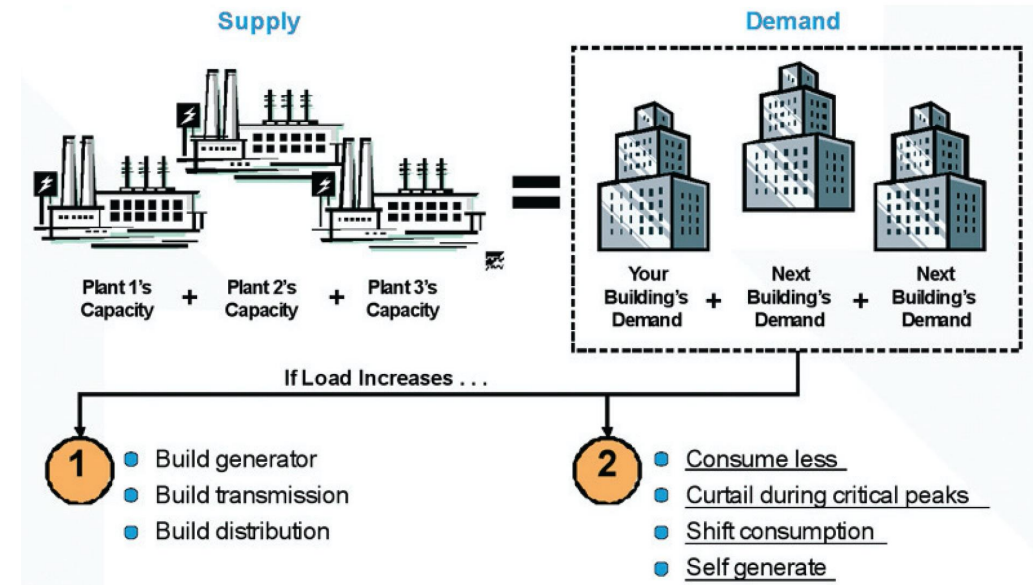 Supply
Demand
Plant 1's
Capacity
+
Plant 2's
Capacity
+
Plant 3's
Capacity
=
Your
Building's
Demand
+
Next
Building's
Demand
+
Next
Building's
Demand
If Load Increases . . .
1
Build generator
Build transmission
Build distribution
2
Consume less
Curtail during critical peaks
Shift consumption
Self generate